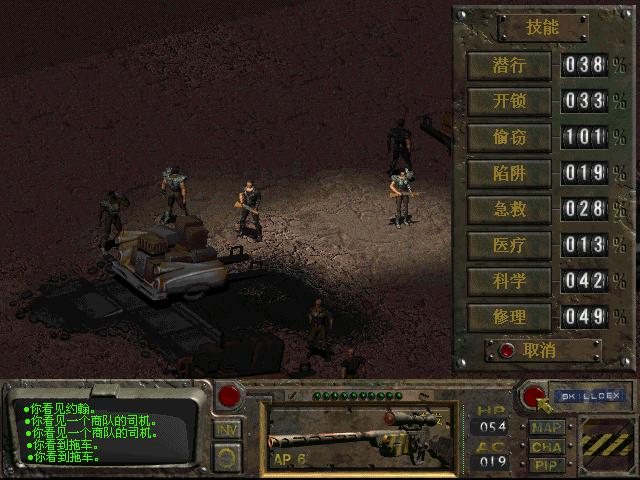 技能
潜行 038 %
开锁 033 %
偷窃 101 %
陷阱 019 %
急救 028 %
医疗 013 %
科学 042 %
修理 049 %
取消
●你看见约翰。
●你看见一个商队的司机。
●你看见一个商队的司机。
●你看到拖车。
●你看到拖车。
INV
AP 6
HP
054
AC
019
MAP
CHA
PIP
SKILLDEX